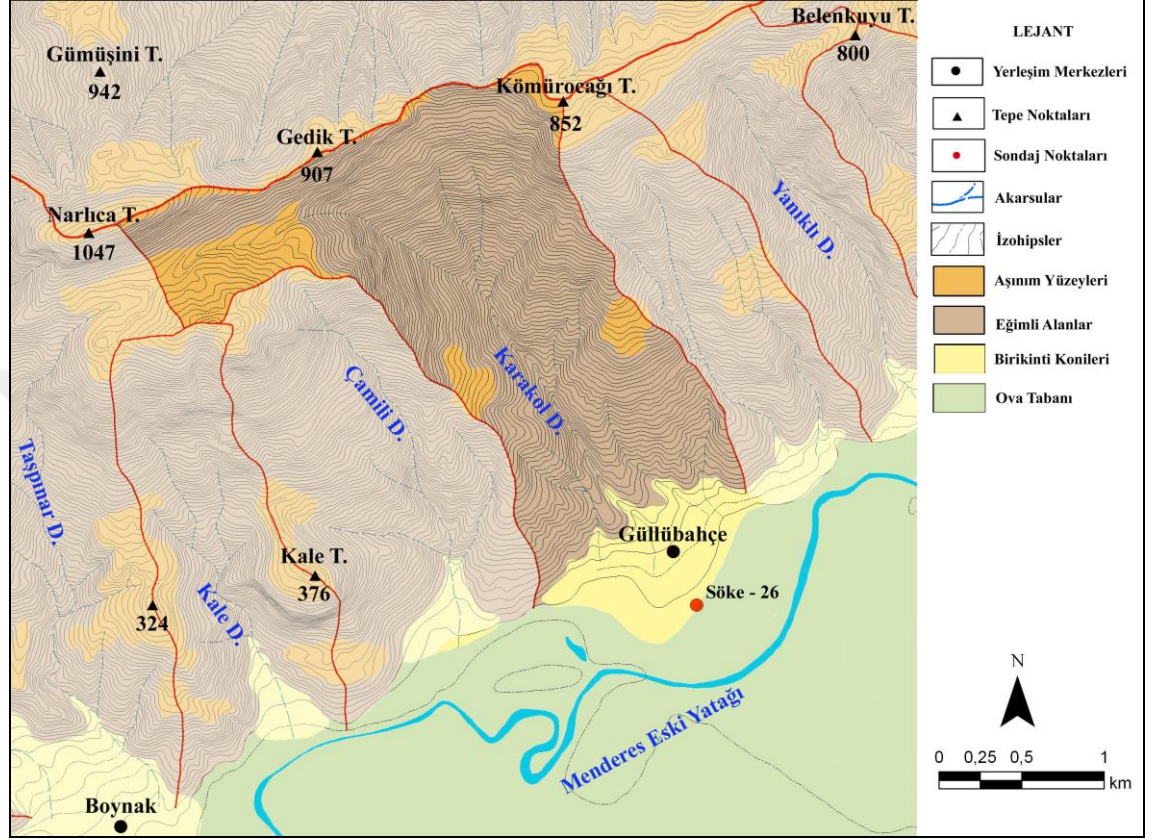 Belenkuyu T.
800
Gümüşini T.
942
Kömürocağı T.
852
Gedik T.
907
Narlıca T.
1047
Yanıklı D.
Karakol D.
Çamili D.
Taşpınar D.
Kale D.
Kale T.
376
324
Güllübahçe
Söke - 26
Menderes Eski Yatağı
Boynak
LEJANT
Yerleşim Merkezleri
Tepe Noktaları
Sondaj Noktaları
Akarsular
İzohipsler
Aşınım Yüzeyleri
Eğimli Alanlar
Birikinti Konileri
Ova Tabanı
N
0 0,25 0,5 1
km